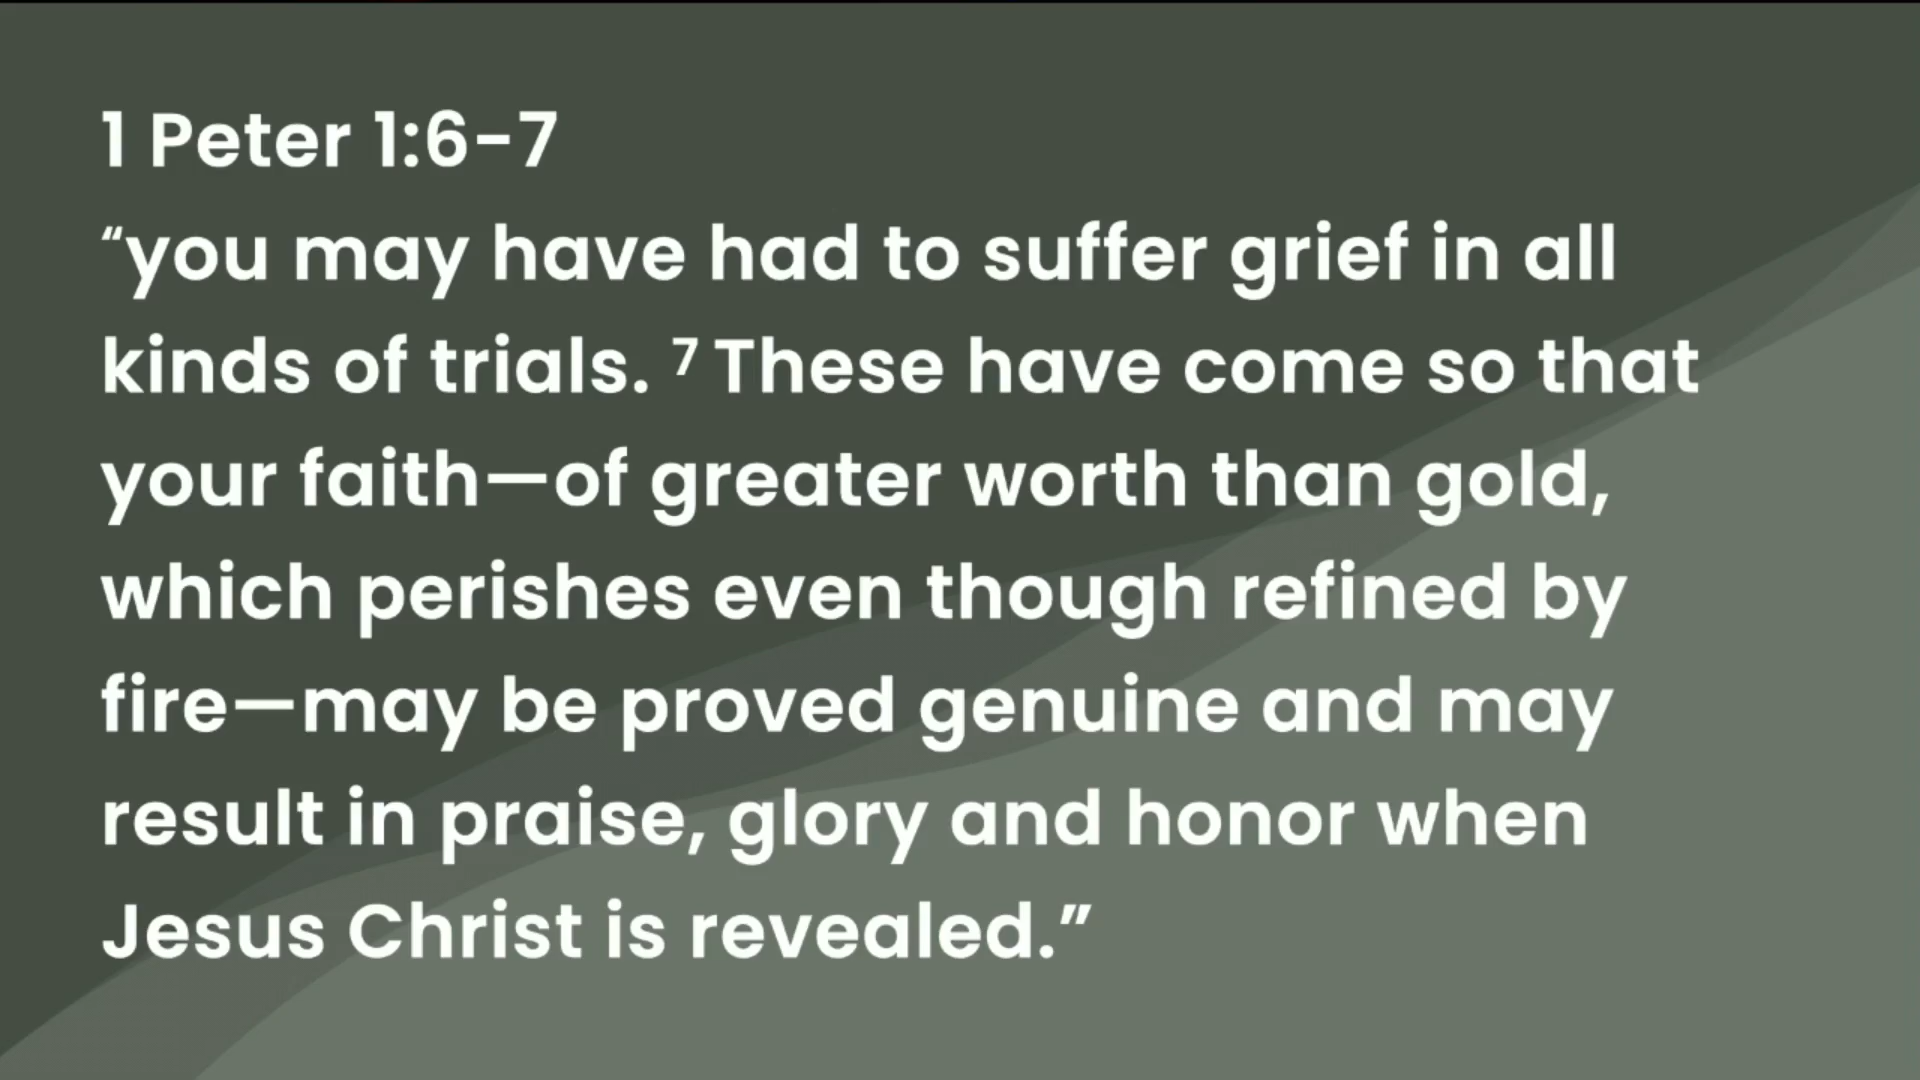 1 Peter 1:6-7
“you may have had to suffer grief in all
kinds of trials. ⁷ These have come so that
your faith—of greater worth than gold,
which perishes even though refined by
fire—may be proved genuine and may
result in praise, glory and honor when
Jesus Christ is revealed.”